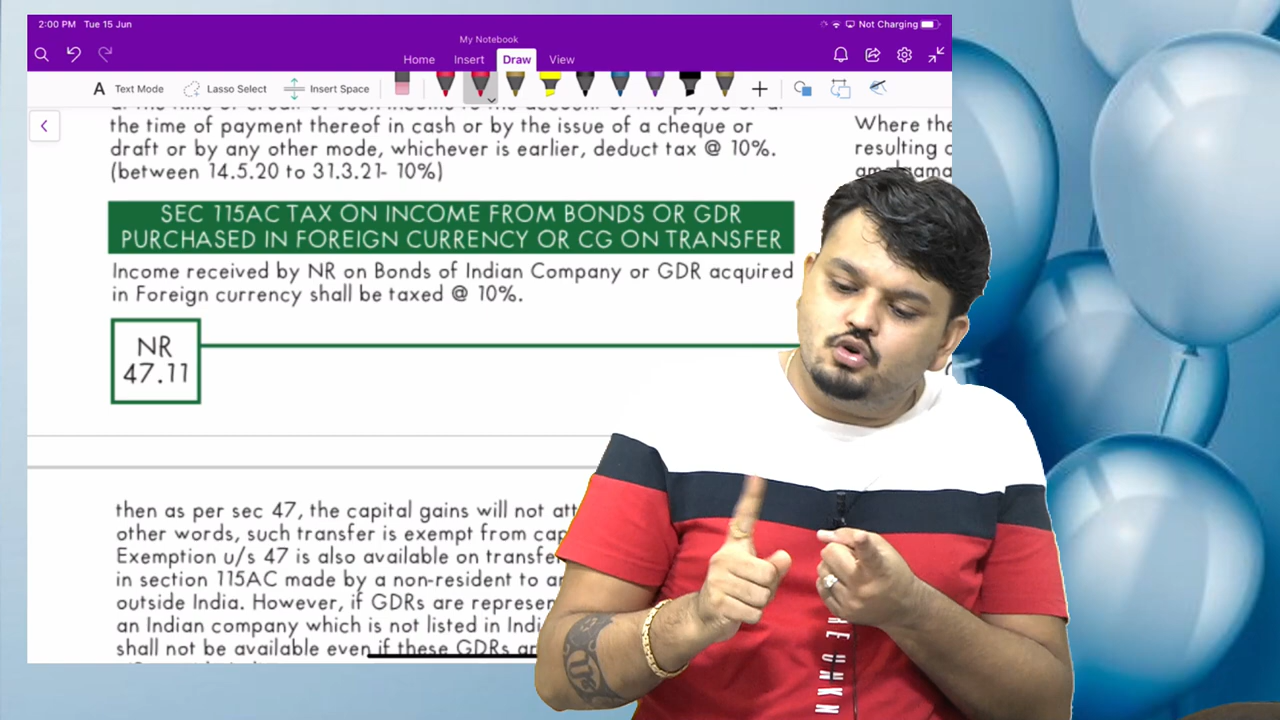 2:00 PM Tue 15 Jun
Not Charging
My Notebook
Home Insert Draw View
A Text Mode Lasso Select Insert Space
the time of payment thereof in cash or by the issue of a cheque or
draft or by any other mode, whichever is earlier, deduct tax @ 10%.
(between 14.5.20 to 31.3.21- 10%)
Where the
resulting
SEC 115AC TAX ON INCOME FROM BONDS OR GDR
PURCHASED IN FOREIGN CURRENCY OR CG ON TRANSFER
Income received by NR on Bonds of Indian Company or GDR acquired
in Foreign currency shall be taxed @ 10%.
NR
47.11
then as per sec 47, the capital gains will not
other words, such transfer is exempt from
Exemption u/s 47 is also available on
in section 115AC made by a non-resident to
outside India. However, if GDRs are
an Indian company which is not listed in
shall not be available even if these GDRs